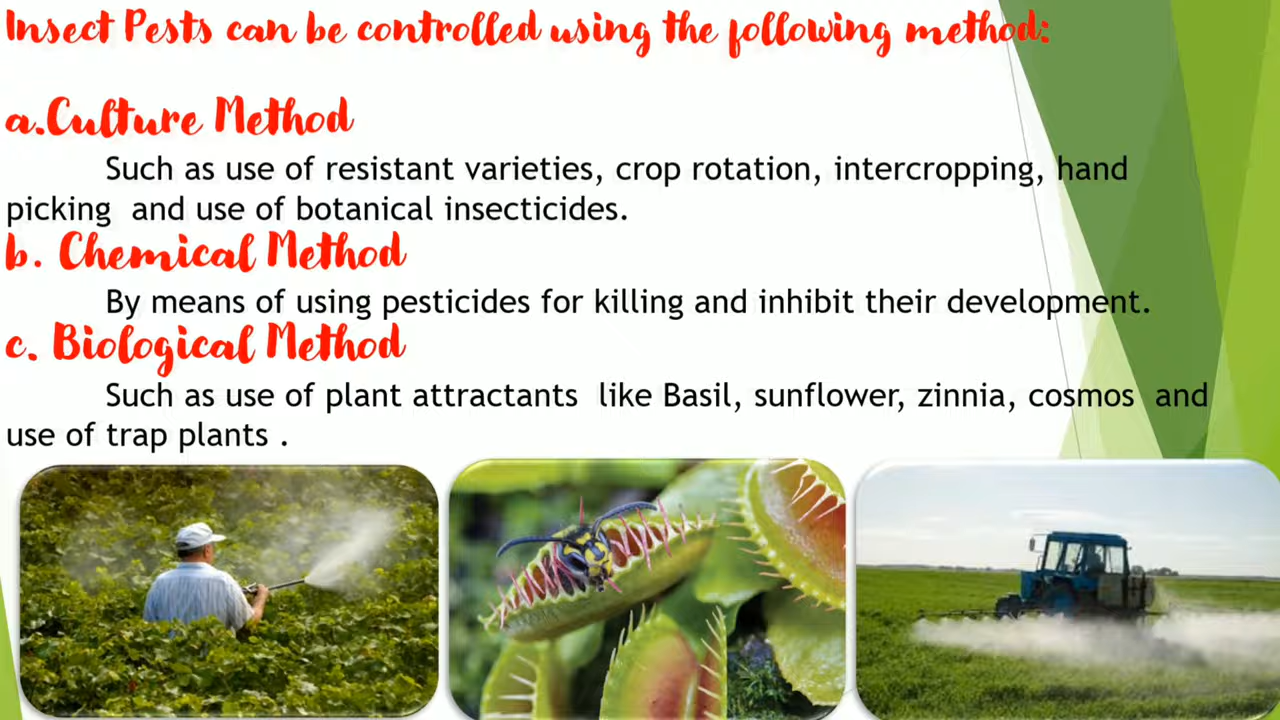 Insect Pests can be controlled using the following method:
a.Culture Method
Such as use of resistant varieties, crop rotation, intercropping, hand
picking and use of botanical insecticides.
b. Chemical Method
By means of using pesticides for killing and inhibit their development.
c. Biological Method
Such as use of plant attractants like Basil, sunflower, zinnia, cosmos and
use of trap plants .